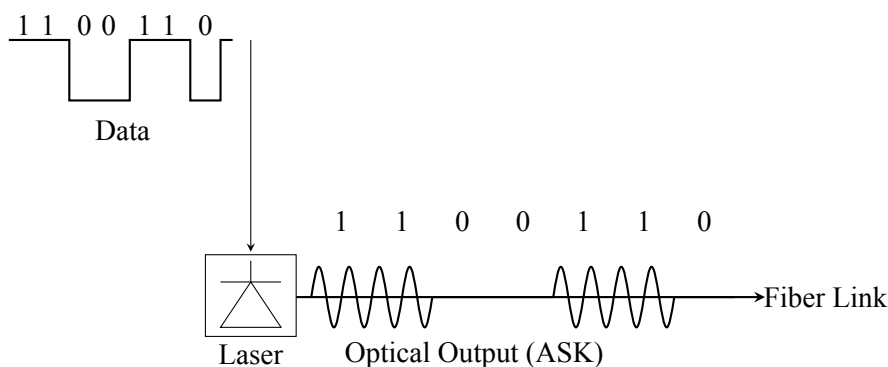 1 1 0 0 1 1 0
Data
1 1 0 0 1 1 0
Fiber Link
Laser
Optical Output (ASK)